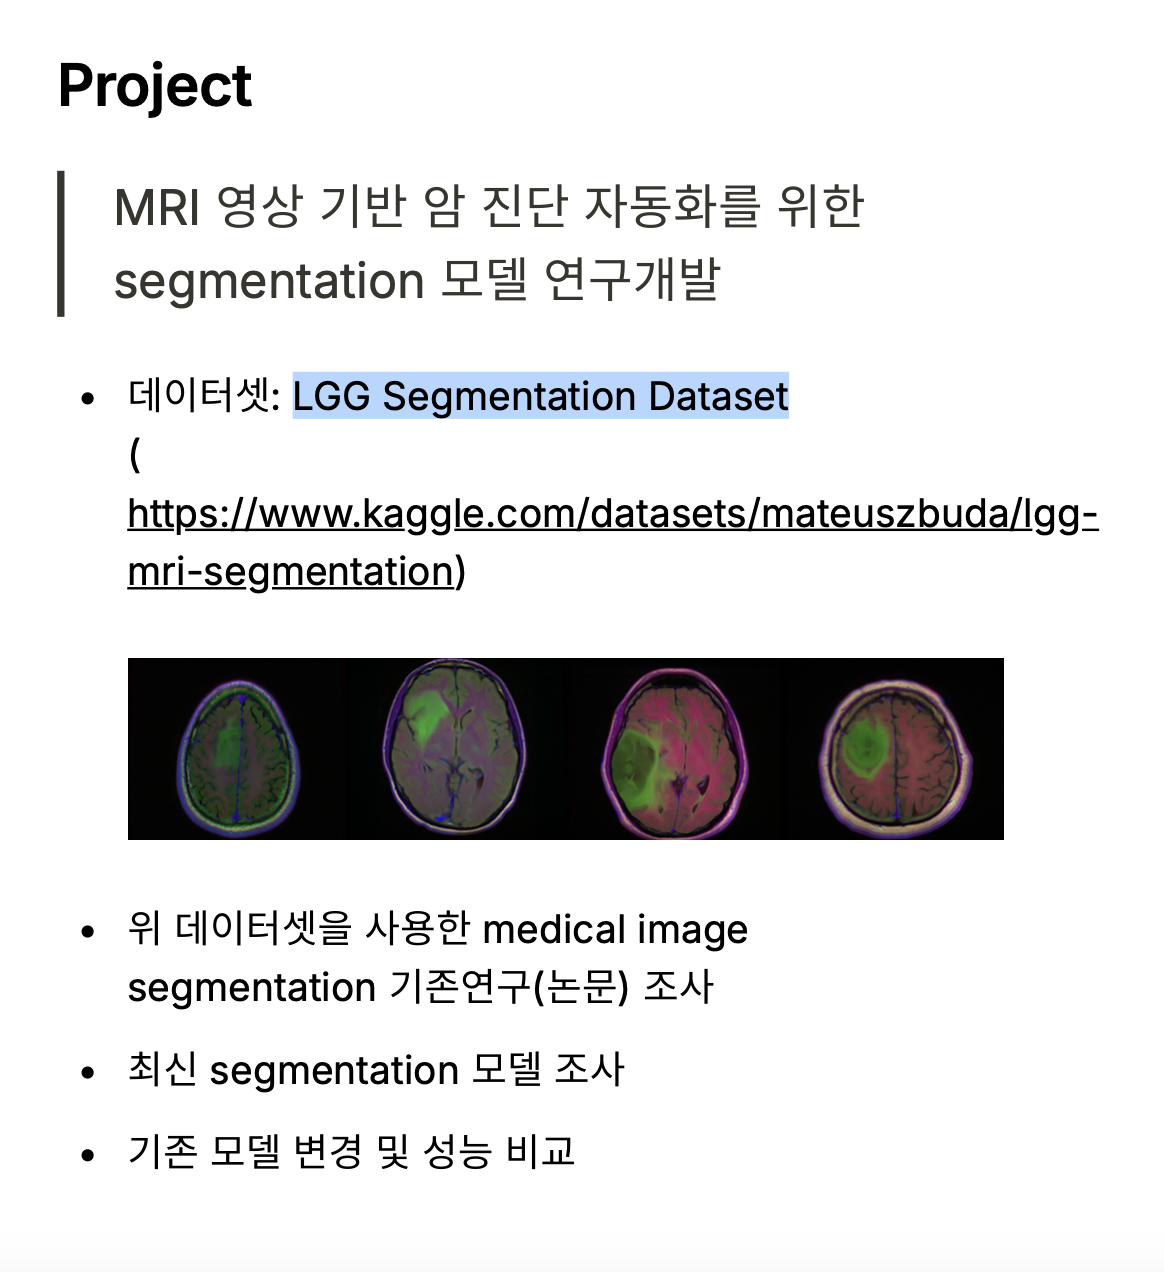 Project
MRI 영상 기반 암 진단 자동화를 위한
segmentation 모델 연구개발
• 데이터셋: LGG Segmentation Dataset
(
https://www.kaggle.com/datasets/mateuszbuda/lgg-
mri-segmentation)
• 위 데이터셋을 사용한 medical image
segmentation 기존연구(논문) 조사
• 최신 segmentation 모델 조사
• 기존 모델 변경 및 성능 비교